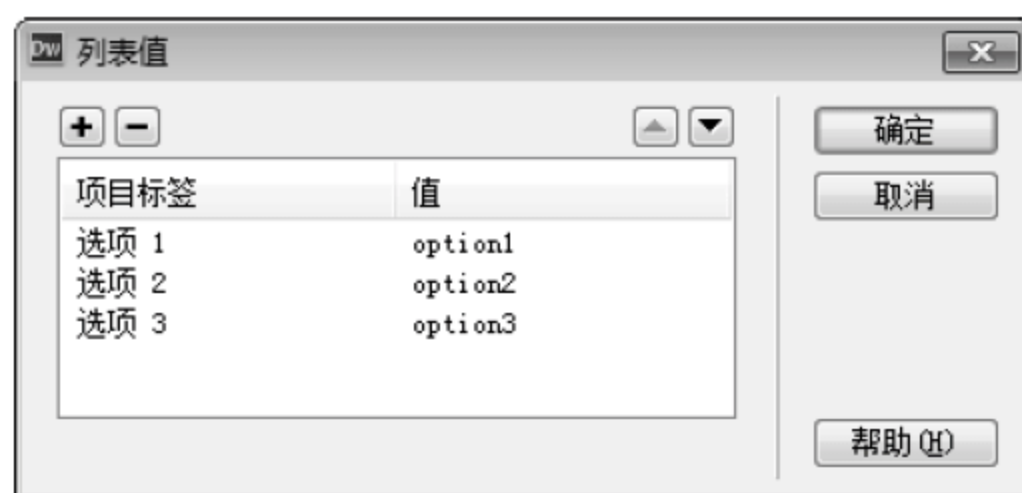 Dw 列表值
确定
取消
项目标签 值
选项 1 option1
选项 2 option2
选项 3 option3
帮助(H)